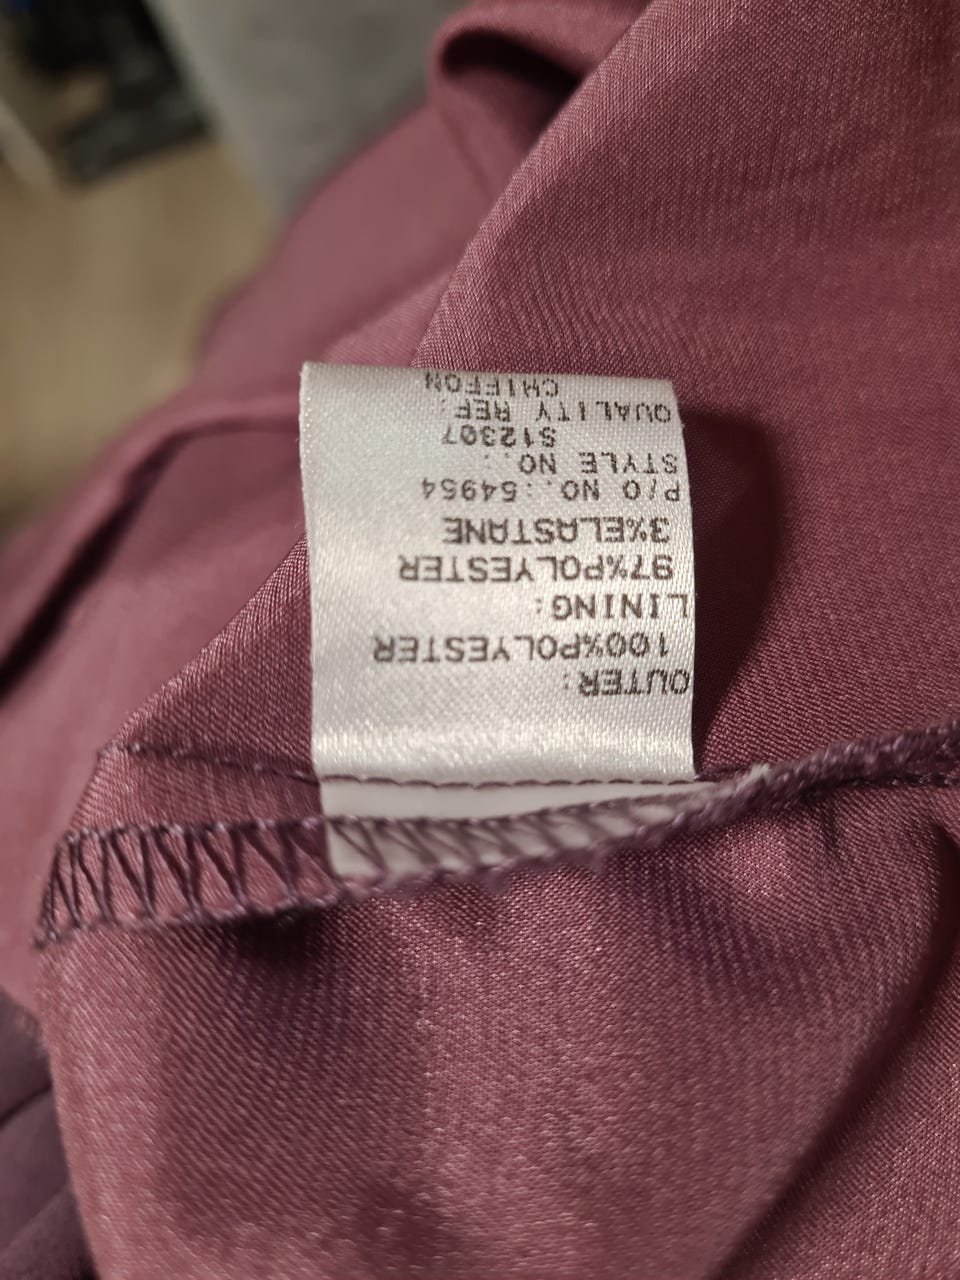 OUTER:
100%POLYESTER
LINING:
97%POLYESTER
3%ELASTANE
P/O NO.:54954
STYLE NO.:
S12307
QUALITY REF:
CHIFFON